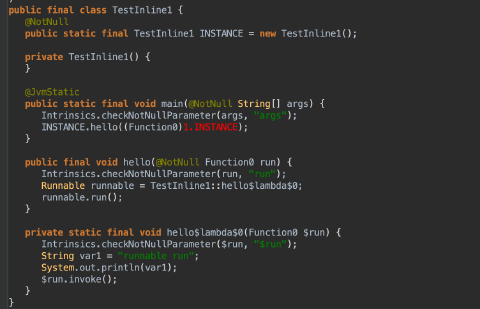 public final class TestInline1 {
@NotNull
public static final TestInline1 INSTANCE = new TestInline1();
private TestInline1() {
}
@JvmStatic
public static final void main(@NotNull String[] args) {
Intrinsics.checkNotNullParameter(args, "args");
INSTANCE.hello((Function0)1.INSTANCE);
}
public final void hello(@NotNull Function0 run) {
Intrinsics.checkNotNullParameter(run, "run");
Runnable runnable = TestInline1::hello$lambda$0;
runnable.run();
}
private static final void hello$lambda$0(Function0 $run) {
Intrinsics.checkNotNullParameter($run, "$run");
String var1 = "runnable run";
System.out.println(var1);
$run.invoke();
}
}